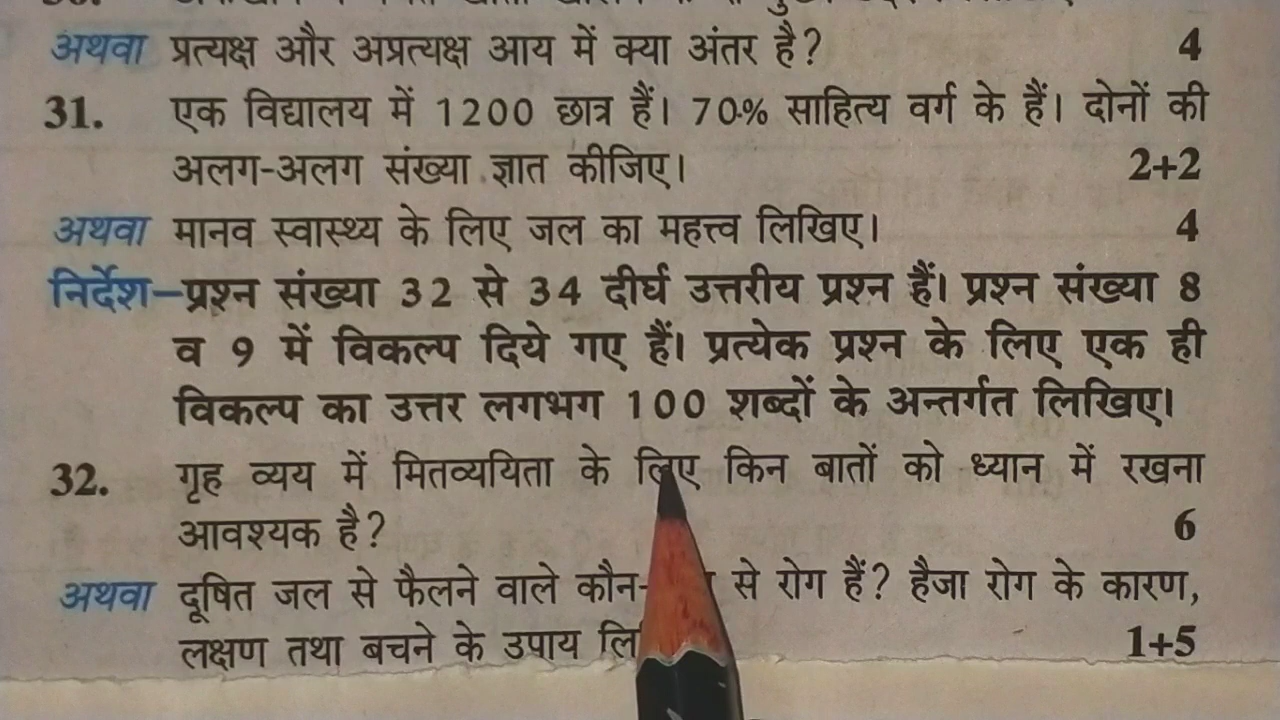 अथवा प्रत्यक्ष और अप्रत्यक्ष आय में क्या अंतर है? 4
31. एक विद्यालय में 1200 छात्र हैं। 70% साहित्य वर्ग के हैं। दोनों की
अलग-अलग संख्या ज्ञात कीजिए। 2+2
अथवा मानव स्वास्थ्य के लिए जल का महत्त्व लिखिए। 4
निर्देश–प्रश्न संख्या 32 से 34 दीर्घ उत्तरीय प्रश्न हैं। प्रश्न संख्या 8
व 9 में विकल्प दिये गए हैं। प्रत्येक प्रश्न के लिए एक ही
विकल्प का उत्तर लगभग 100 शब्दों के अन्तर्गत लिखिए।
32. गृह व्यय में मितव्ययिता के लिए किन बातों को ध्यान में रखना
आवश्यक है? 6
अथवा दूषित जल से फैलने वाले कौन- से रोग हैं? हैजा रोग के कारण,
लक्षण तथा बचने के उपाय 1+5